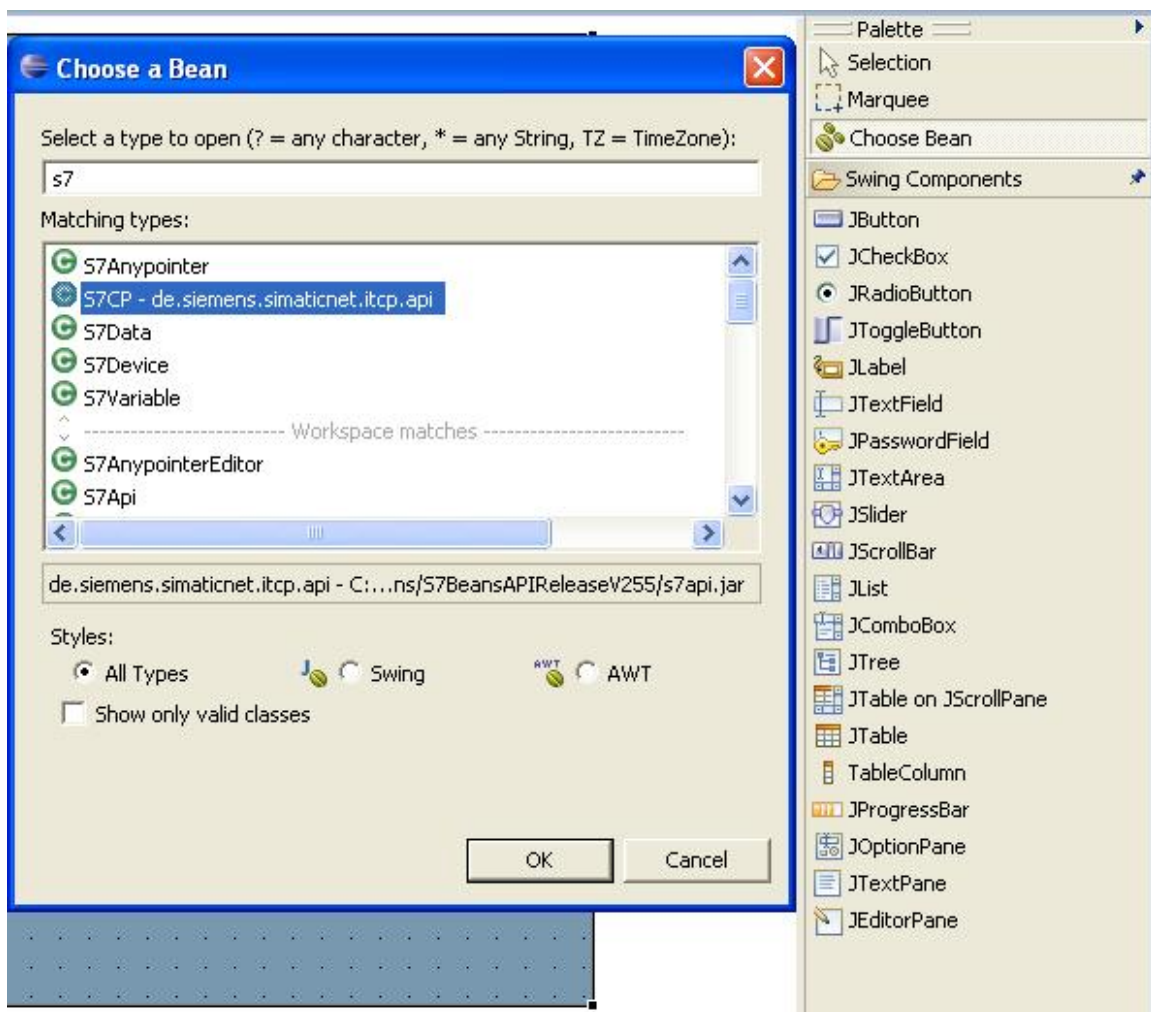 Choose a Bean
Select a type to open (? = any character, * = any String, TZ = TimeZone):
s7
Matching types:
S7Anypointer
S7CP - de.siemens.simaticnet.itcp.api
S7Data
S7Device
S7Variable
-------------------------- Workspace matches --------------------------
S7AnypointerEditor
S7Api
de.siemens.simaticnet.itcp.api - C:...ns/S7BeansAPIReleaseV255/s7api.jar
Styles:
All Types
Swing
AWT
AWT
Show only valid classes
OK
Cancel
Palette
Selection
Marquee
Choose Bean
Swing Components
JButton
JCheckBox
JRadioButton
JToggleButton
JLabel
JTextField
JPasswordField
JTextArea
JSlider
JScrollBar
JList
JComboBox
JTree
JTable on JScrollPane
JTable
TableColumn
JProgressBar
JOptionPane
JTextPane
JEditorPane